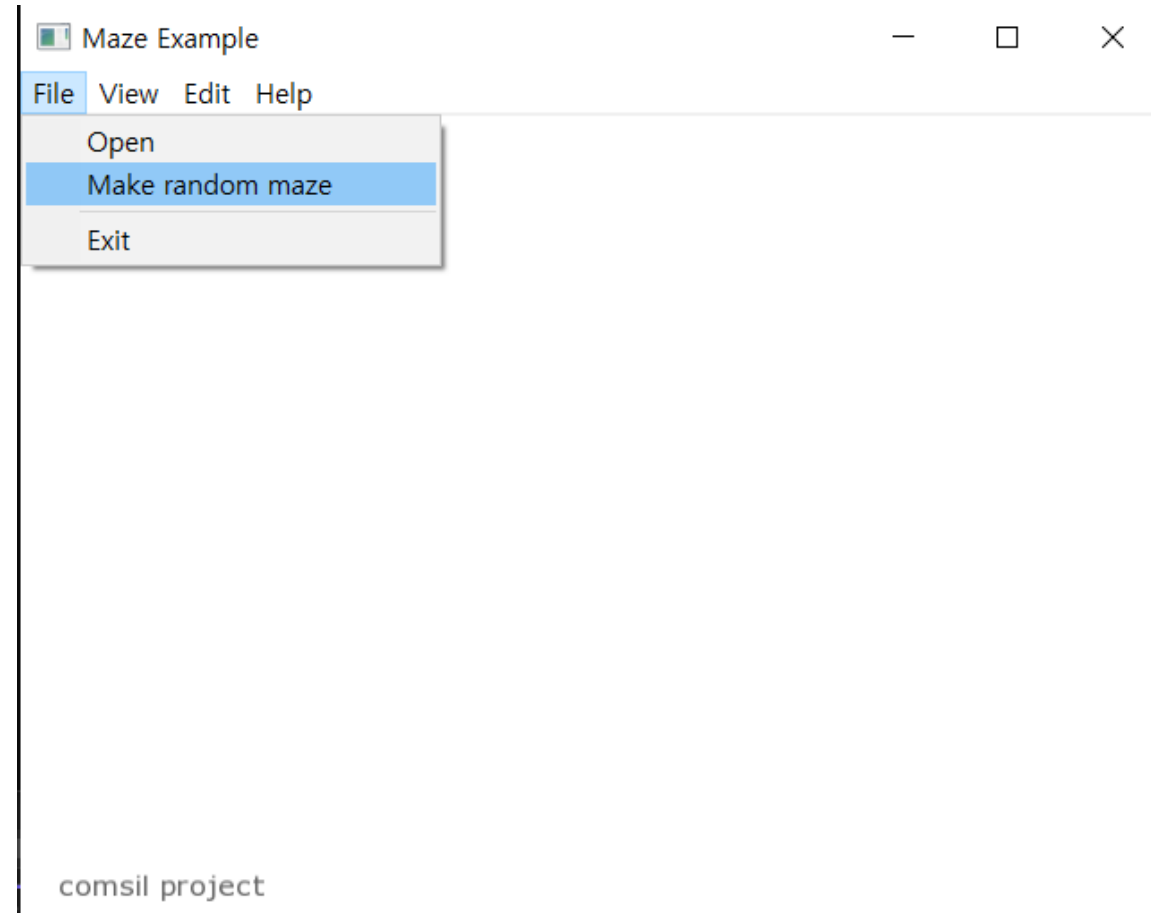 Maze Example
File View Edit Help
Open
Make random maze
Exit
comsil project